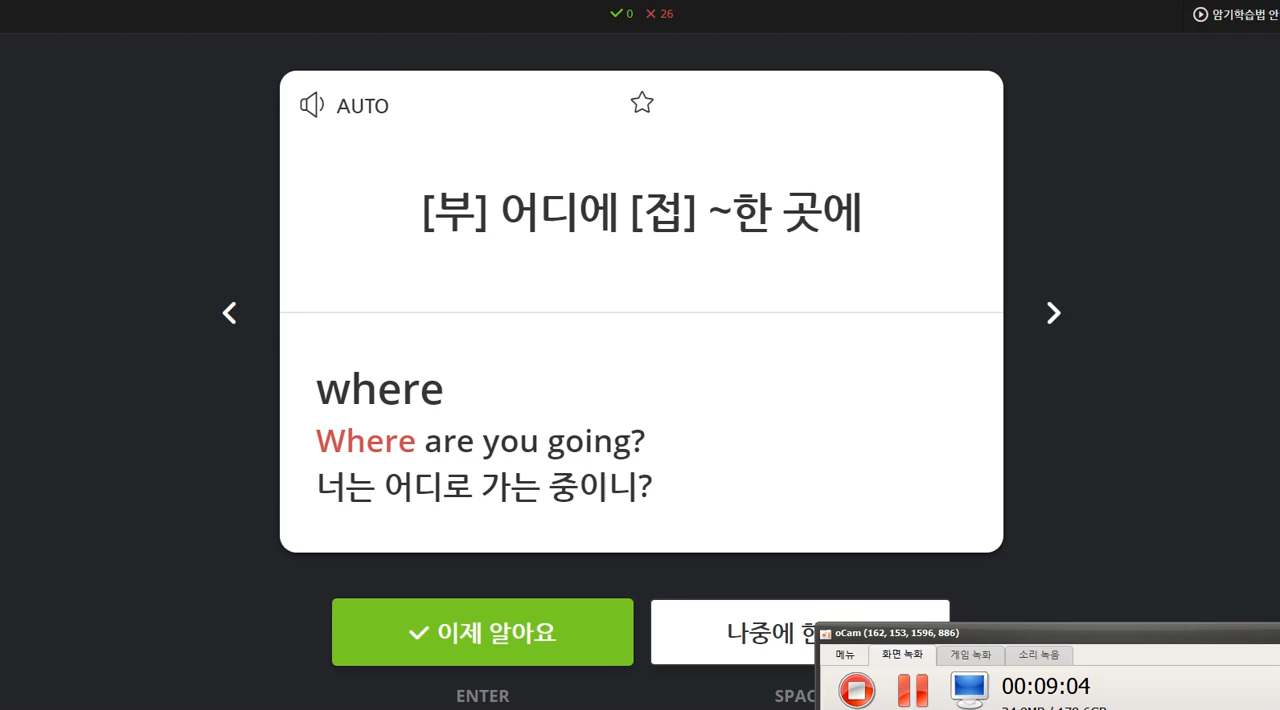 0 26
암기학습법 안
AUTO
[부] 어디에 [접] ~한 곳에
where
Where are you going?
너는 어디로 가는 중이니?
이제 알아요
나중에
ENTER
SPAC
oCam (162, 153, 1596, 886)
메뉴 화면 녹화 게임 녹화 소리 녹음
00:09:04